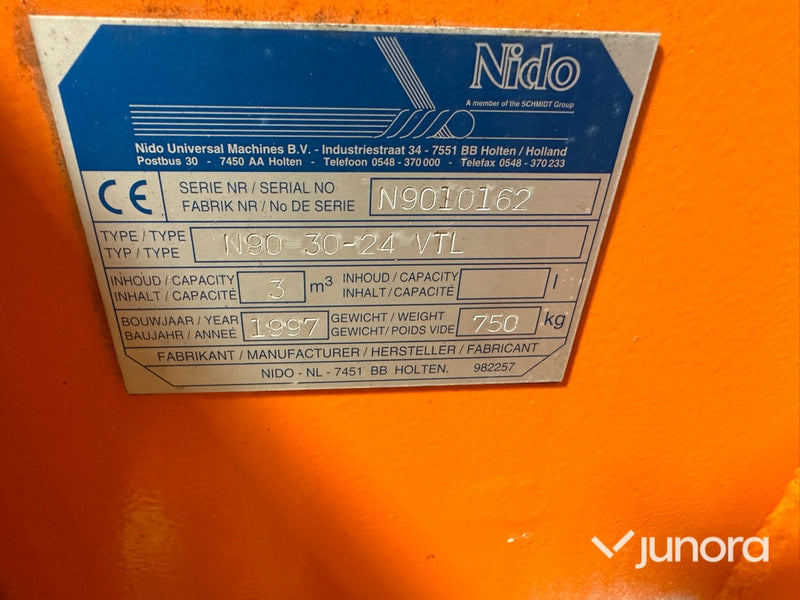 Nido
A member of the SCHMIDT Group
Nido Universal Machines B.V. - Industriestraat 34 - 7551 BB Holten / Holland
Postbus 30 - 7450 AA Holten - Telefoon 0548 - 370 000 - Telefax 0548 - 370 233
CE
SERIE NR / SERIAL NO
FABRIK NR / No DE SERIE
N9010162
TYPE / TYPE
TYP / TYPE
N90 30-24 VTL
INHOUD / CAPACITY
INHALT / CAPACITÉ
3 m³
INHOUD / CAPACITY
INHALT / CAPACITÉ
l
BOUWJAAR / YEAR
BAUJAHR / ANNEÉ
1997
GEWICHT / WEIGHT
GEWICHT / POIDS VIDE
750 kg
FABRIKANT / MANUFACTURER / HERSTELLER / FABRICANT
NIDO - NL - 7451 BB HOLTEN. 982257
junora